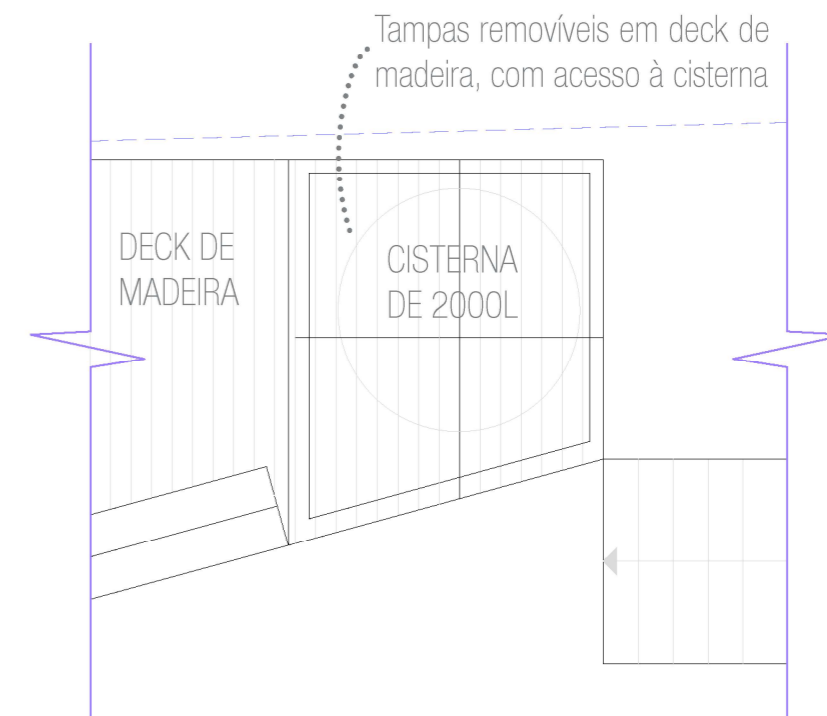 Tampas removíveis em deck de
madeira, com acesso à cisterna
DECK DE
MADEIRA
CISTERNA
DE 2000L